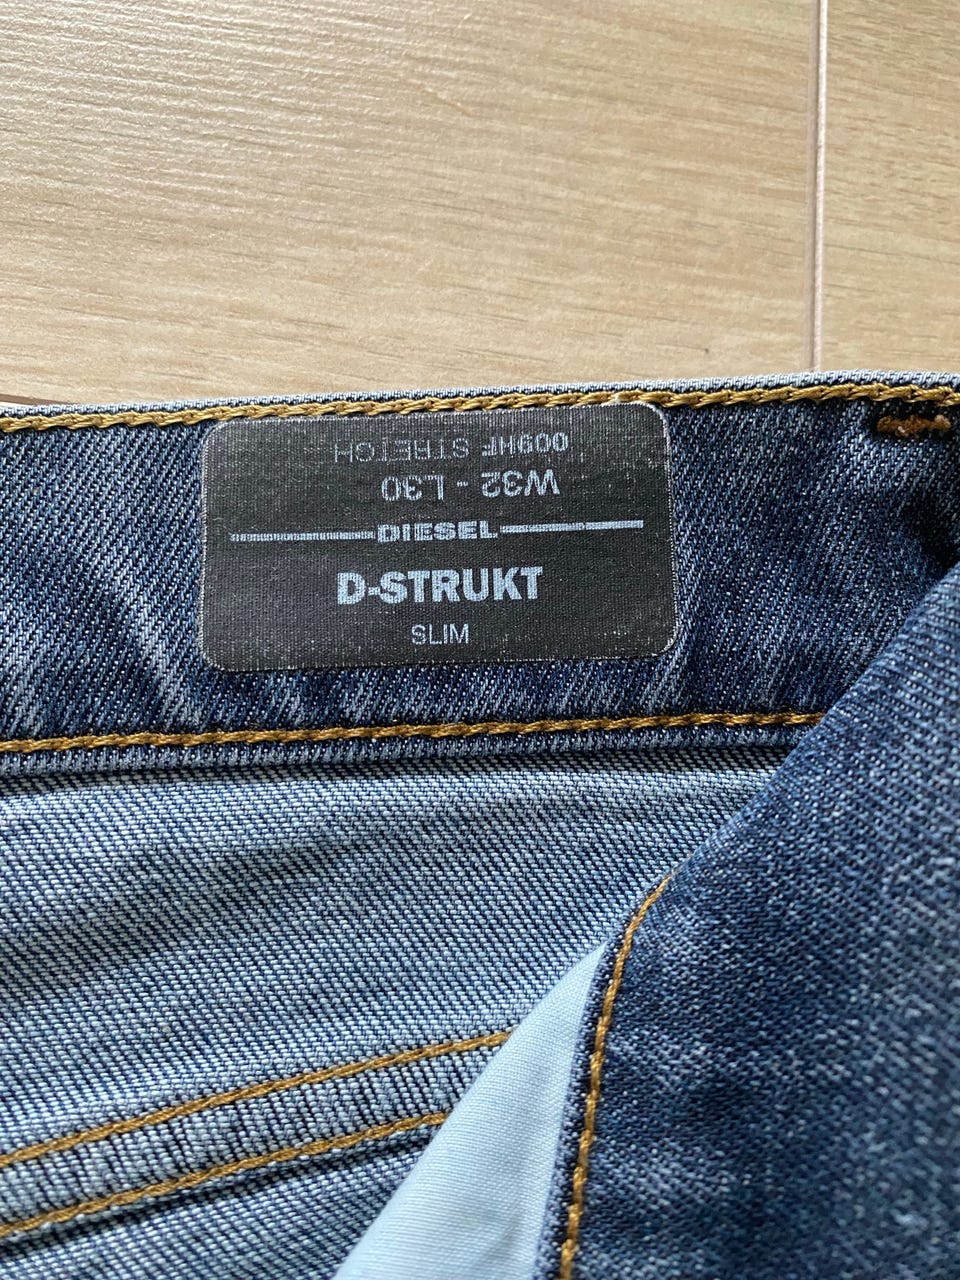 009HF STRETCH
W32 - L30
DIESEL
D-STRUKT
SLIM